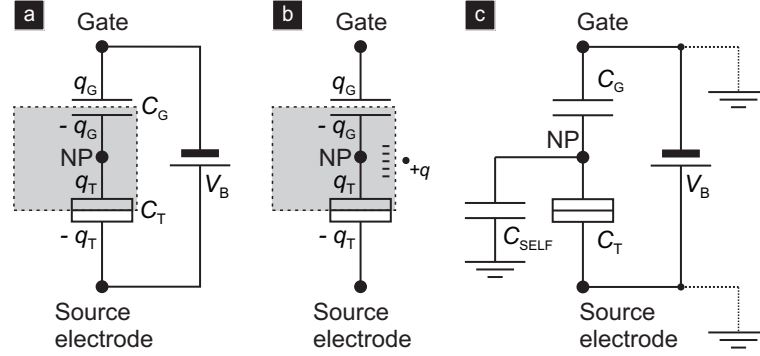 a
Gate
q_G
C_G
- q_G
NP
q_T
C_T
- q_T
V_B
Source
electrode
b
Gate
q_G
- q_G
NP
+q
q_T
- q_T
Source
electrode
c
Gate
C_G
NP
V_B
C_SELF
C_T
Source
electrode